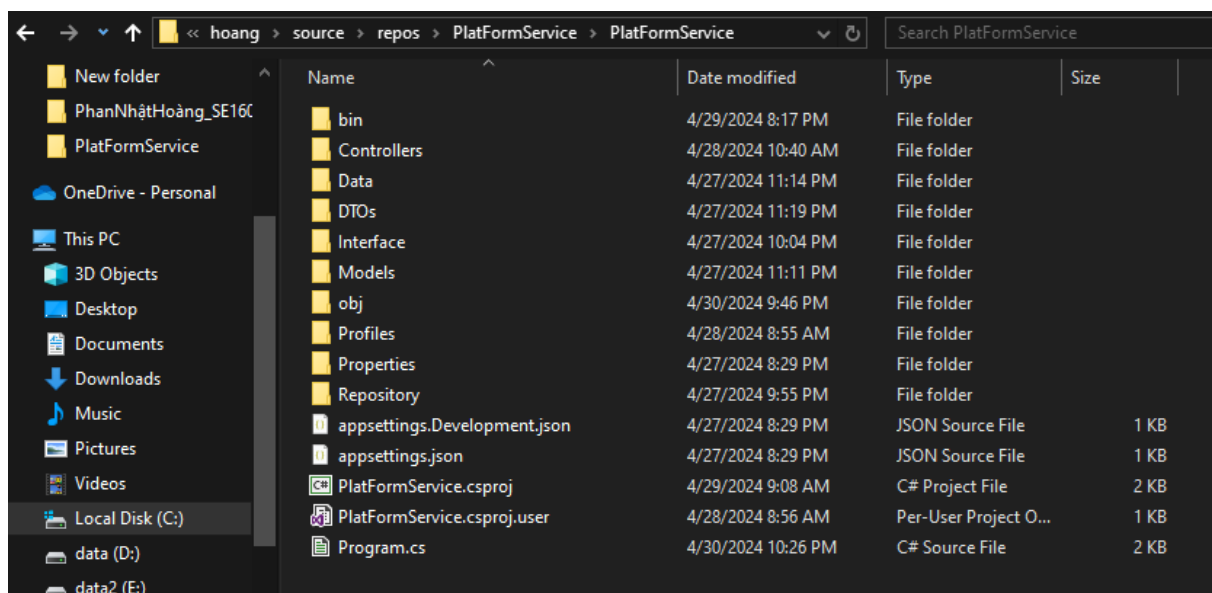 « hoang > source > repos > PlatFormService > PlatFormService
Search PlatFormService
New folder
PhanNhậtHoàng_SE160
PlatFormService
OneDrive - Personal
This PC
3D Objects
Desktop
Documents
Downloads
Music
Pictures
Videos
Local Disk (C:)
data (D:)
data2 (E:)
Name Date modified Type Size
bin 4/29/2024 8:17 PM File folder
Controllers 4/28/2024 10:40 AM File folder
Data 4/27/2024 11:14 PM File folder
DTOs 4/27/2024 11:19 PM File folder
Interface 4/27/2024 10:04 PM File folder
Models 4/27/2024 11:11 PM File folder
obj 4/30/2024 9:46 PM File folder
Profiles 4/28/2024 8:55 AM File folder
Properties 4/27/2024 8:29 PM File folder
Repository 4/27/2024 9:55 PM File folder
appsettings.Development.json 4/27/2024 8:29 PM JSON Source File 1 KB
appsettings.json 4/27/2024 8:29 PM JSON Source File 1 KB
PlatFormService.csproj 4/29/2024 9:08 AM C# Project File 2 KB
PlatFormService.csproj.user 4/28/2024 8:56 AM Per-User Project O... 1 KB
Program.cs 4/30/2024 10:26 PM C# Source File 2 KB